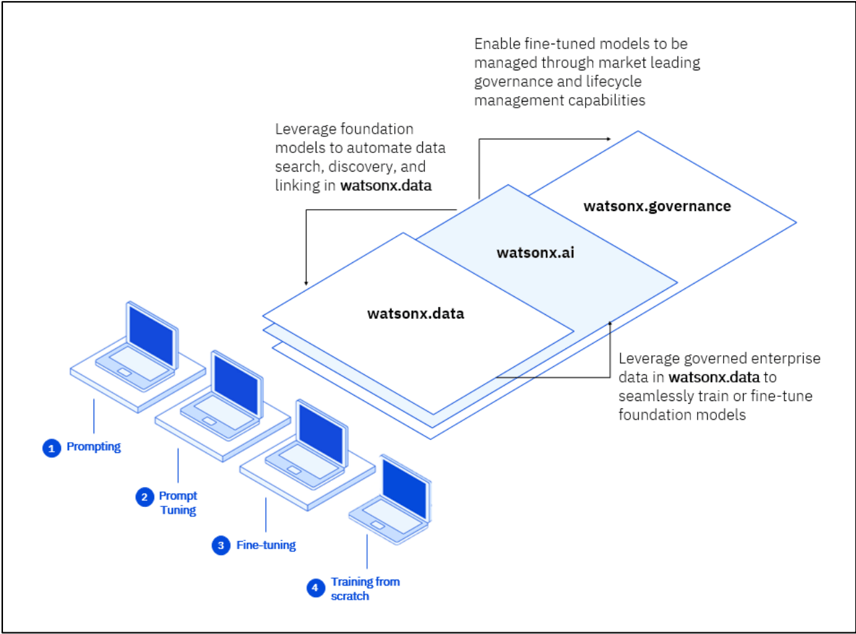 Enable fine-tuned models to be
managed through market leading
governance and lifecycle
management capabilities
Leverage foundation
models to automate data
search, discovery, and
linking in watsonx.data
watsonx.governance
watsonx.ai
watsonx.data
Leverage governed enterprise
data in watsonx.data to
seamlessly train or fine-tune
foundation models
1 Prompting
2 Prompt
Tuning
3 Fine-tuning
4 Training from
scratch